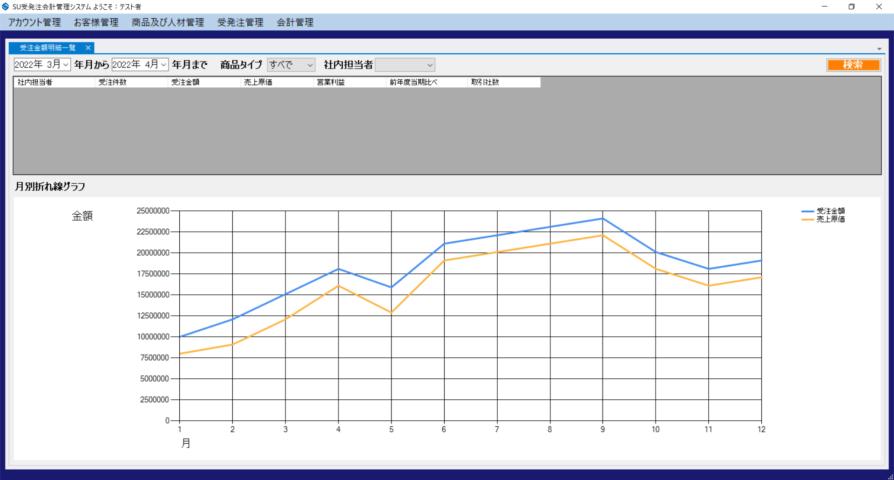 SU受発注会計管理システム ようこそ：テスト者
アカウント管理 お客様管理 商品及び人材管理 受発注管理 会計管理
受注金額明細一覧 ×
2022年 3月 年月から 2022年 4月 年月まで 商品タイプ すべて 社内担当者 検索
社内担当者 受注件数 受注金額 売上原価 営業利益 前年度当期比べ 取引社数
月別折れ線グラフ
金額
25000000
22500000
20000000
17500000
15000000
12500000
10000000
7500000
5000000
2500000
0
1 2 3 4 5 6 7 8 9 10 11 12
月
受注金額
売上原価